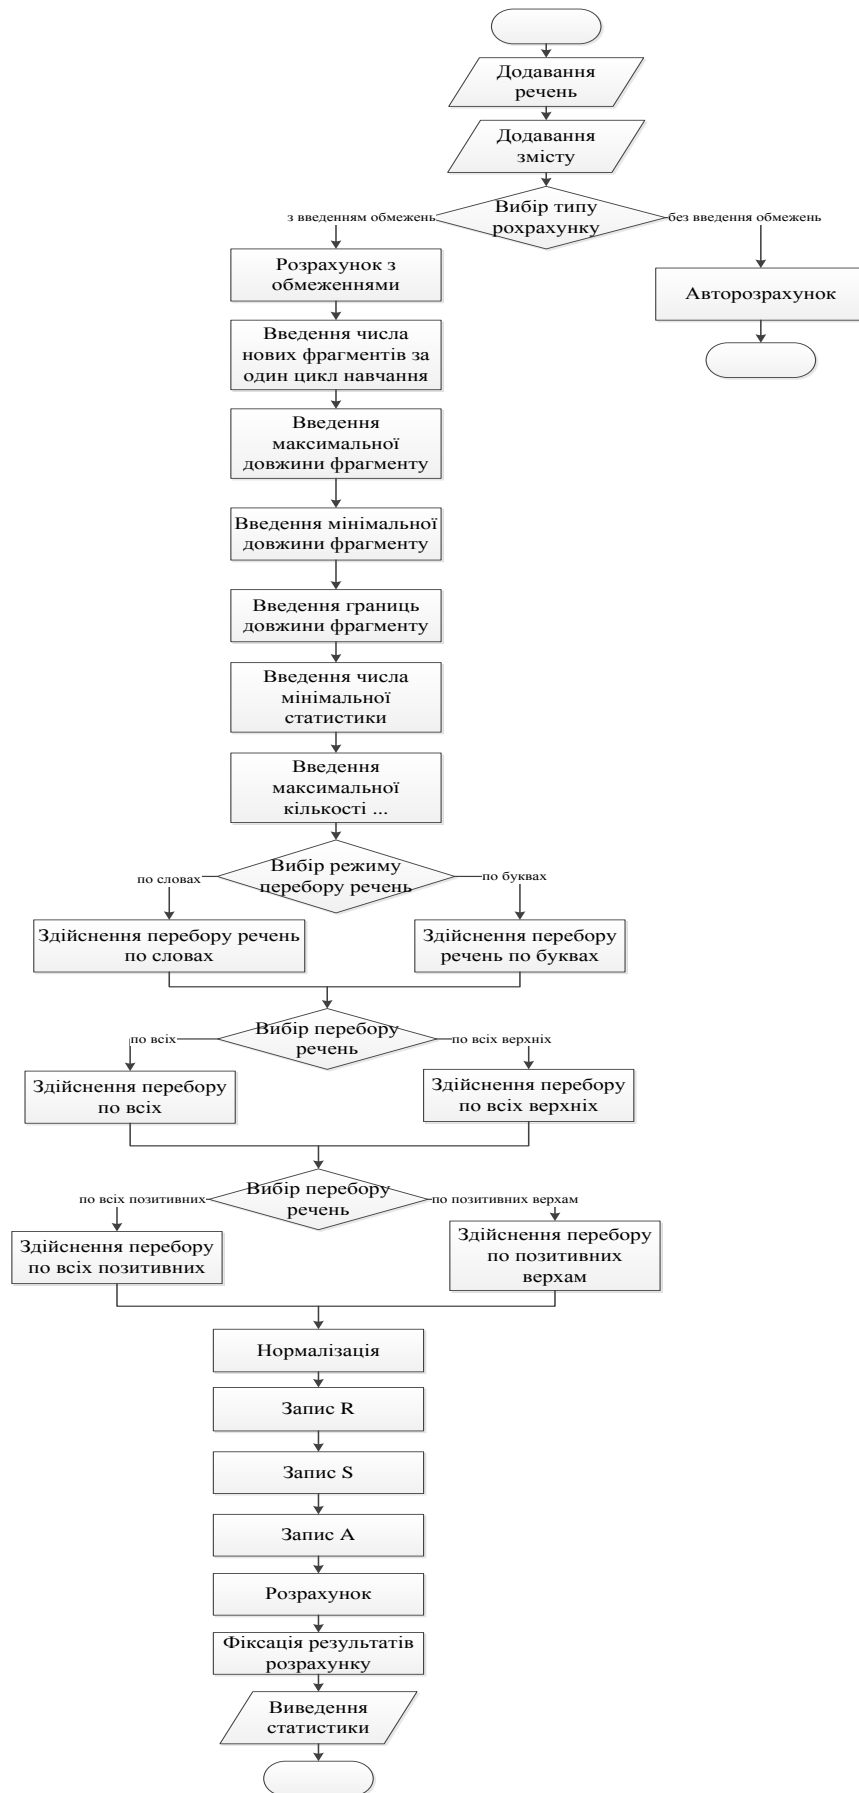 Додавання
речень
Додавання
змісту
Вибір типу
рохрахунку
з введенням обмежень
без введення обмежень
Розрахунок з
обмеженнями
Авторозрахунок
Введення числа
нових фрагментів за
один цикл навчання
Введення
максимальної
довжини фрагменту
Введення мінімальної
довжини фрагменту
Введення границь
довжини фрагменту
Введення числа
мінімальної
статистики
Введення
максимальної
кількості ...
Вибір режиму
перебору речень
по словах
по буквах
Здійснення перебору речень
по словах
Здійснення перебору
речень по буквах
Вибір перебору
речень
по всіх
по всіх верхніх
Здійснення перебору
по всіх
Здійснення перебору
по всіх верхніх
Вибір перебору
речень
по всіх позитивних
по позитивних верхам
Здійснення перебору
по всіх позитивних
Здійснення перебору
по позитивних
верхам
Нормалізація
Запис R
Запис S
Запис A
Розрахунок
Фіксація результатів
розрахунку
Виведення
статистики